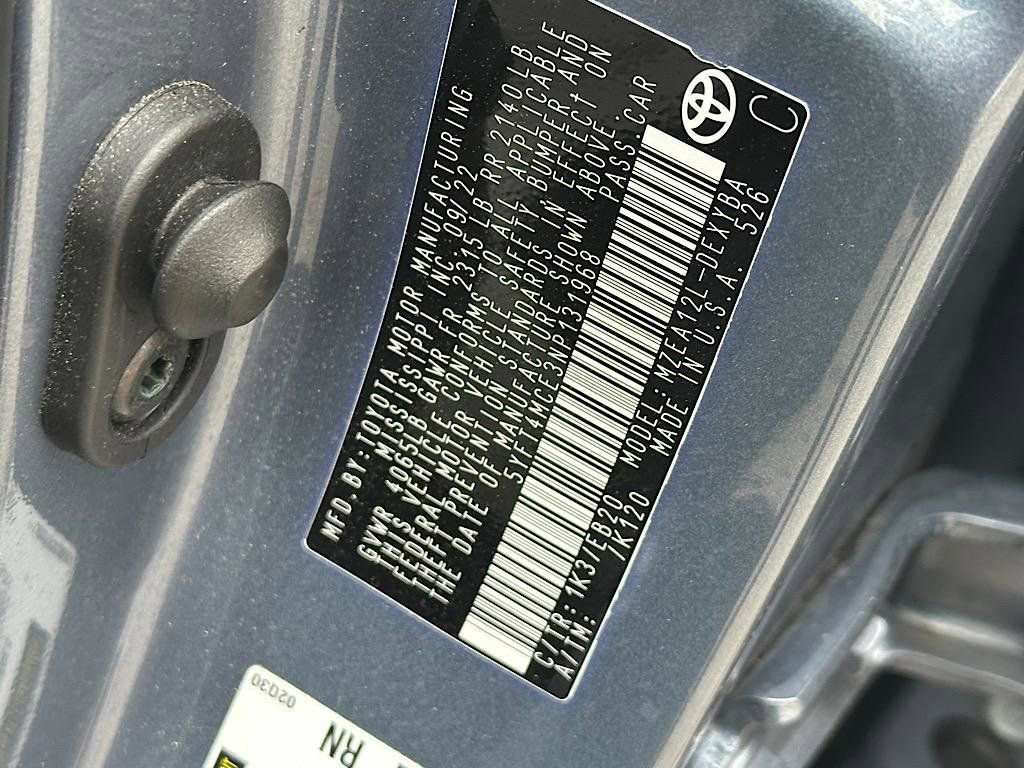 MFD. BY: TOYOTA MOTOR MANUFACTURING
MISSISSIPPI, INC. 09/22
GVWR 4065LB GAWR FR 2315LB RR 2140LB
THIS VEHICLE CONFORMS TO ALL APPLICABLE
FEDERAL MOTOR VEHICLE SAFETY, BUMPER, AND
THEFT PREVENTION STANDARDS IN EFFECT ON
THE DATE OF MANUFACTURE SHOWN ABOVE.
5YFT4MCE3NP131968 PASS. CAR
C/TR: 1K3/EB20 MODEL: MZEA12L-DEXYBA
A/TM: /K120 MADE IN U.S.A. 526
C
02030
RN